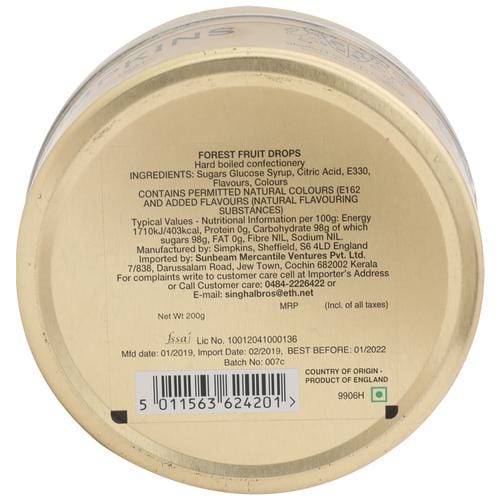 PKINS
FOREST FRUIT DROPS
Hard boiled confectionery
INGREDIENTS: Sugars Glucose Syrup, Citric Acid, E330,
Flavours, Colours
CONTAINS PERMITTED NATURAL COLOURS (E162
AND ADDED FLAVOURS (NATURAL FLAVOURING
SUBSTANCES)
Typical Values - Nutritional Information per 100g: Energy
1710kJ/403kcal, Protein 0g, Carbohydrate 98g of which
sugars 98g, FAT 0g, Fibre NIL, Sodium NIL.
Manufactured by: Simpkins, Sheffield, S6 4LD England
Imported by: Sunbeam Mercantile Ventures Pvt. Ltd.
7/838, Darussalam Road, Jew Town, Cochin 682002 Kerala
For complaints write to customer care cell at Importer's Address
or Call Customer care: 0484-2226422 or
E-mail: singhalbros@eth.net
MRP (Incl. of all taxes)
Net Wt 200g
fssai Lic No. 10012041000136
Mfd date: 01/2019, Import Date: 02/2019, BEST BEFORE: 01/2022
Batch No: 007c
COUNTRY OF ORIGIN -
PRODUCT OF ENGLAND
5 011563 624201 >
9906H